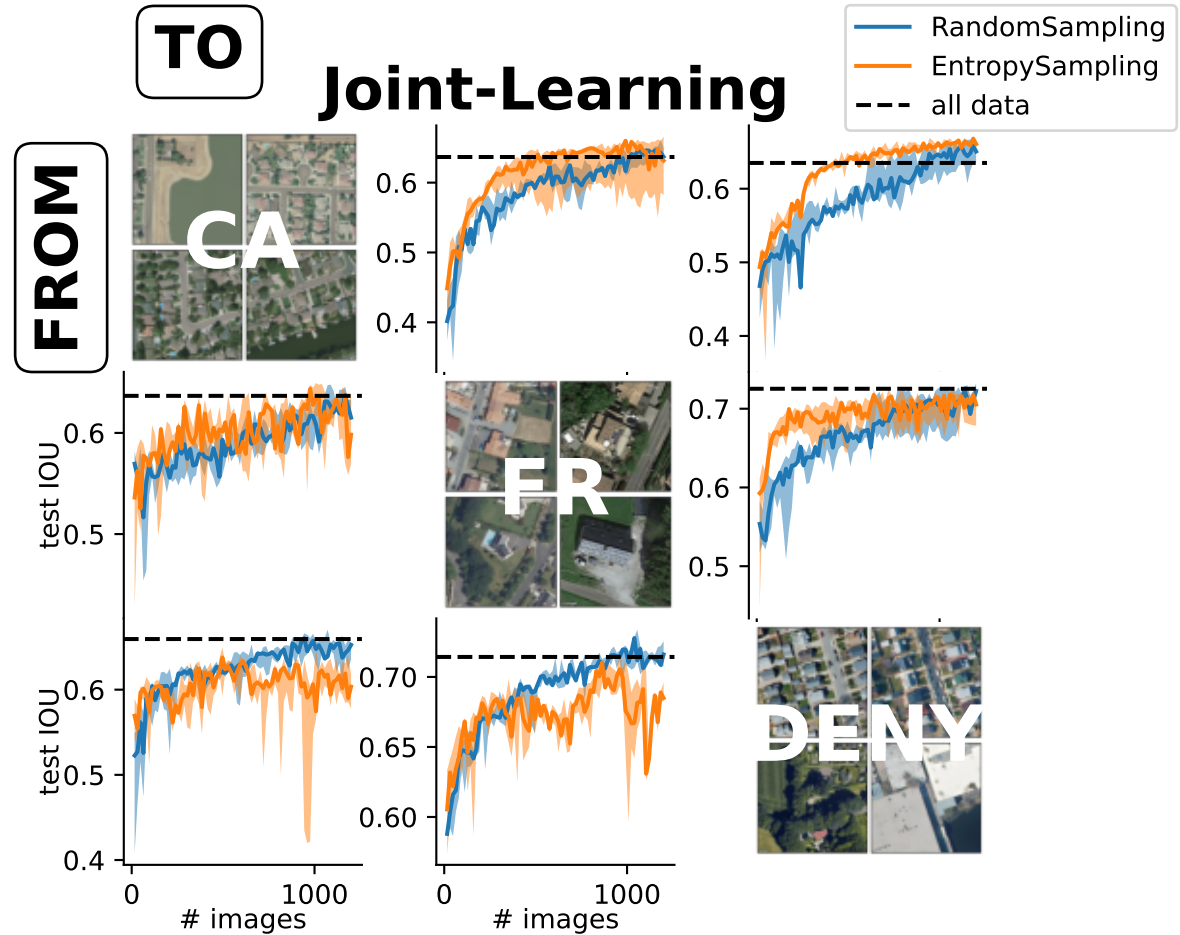 TO
Joint-Learning
RandomSampling
EntropySampling
all data
FROM
CA
0.6
0.5
0.4
0.6
0.5
0.4
test IOU
0.6
0.5
FR
0.7
0.6
0.5
test IOU
0.6
0.5
0.4
0
1000
# images
0.70
0.65
0.60
0
1000
# images
DENY